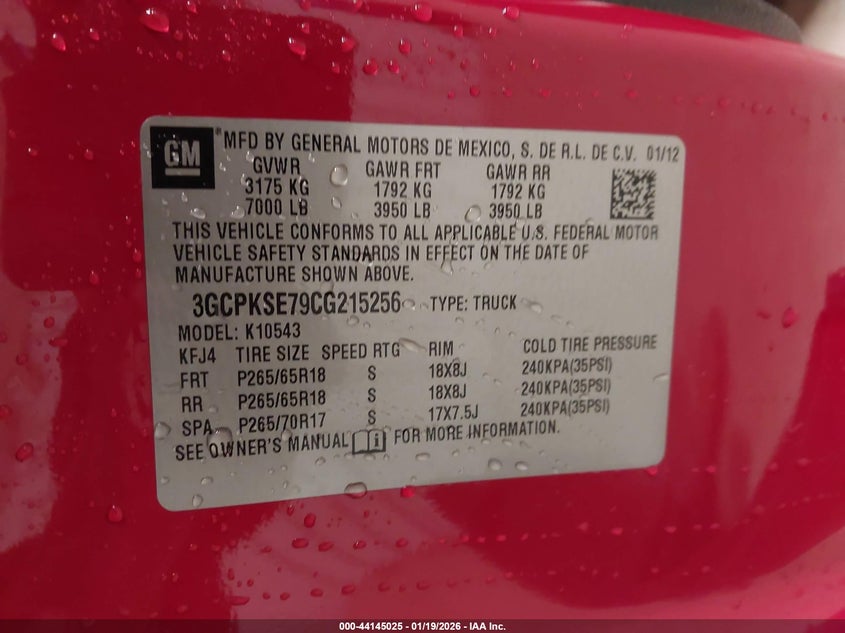 GM
MFD BY GENERAL MOTORS DE MEXICO, S. DE R.L. DE C.V. 01/12
GVWR GAWR FRT GAWR RR
3175 KG 1792 KG 1792 KG
7000 LB 3950 LB 3950 LB
THIS VEHICLE CONFORMS TO ALL APPLICABLE U.S. FEDERAL MOTOR
VEHICLE SAFETY STANDARDS IN EFFECT ON THE DATE OF
MANUFACTURE SHOWN ABOVE.
3GCPKSE79CG215256 TYPE: TRUCK
MODEL: K10543
KFJ4 TIRE SIZE SPEED RTG RIM COLD TIRE PRESSURE
FRT P265/65R18 S 18X8J 240KPA(35PSI)
RR P265/65R18 S 18X8J 240KPA(35PSI)
SPA P265/70R17 S 17X7.5J 240KPA(35PSI)
SEE OWNER'S MANUAL FOR MORE INFORMATION.
000-44145025 - 01/19/2026 - IAA Inc.